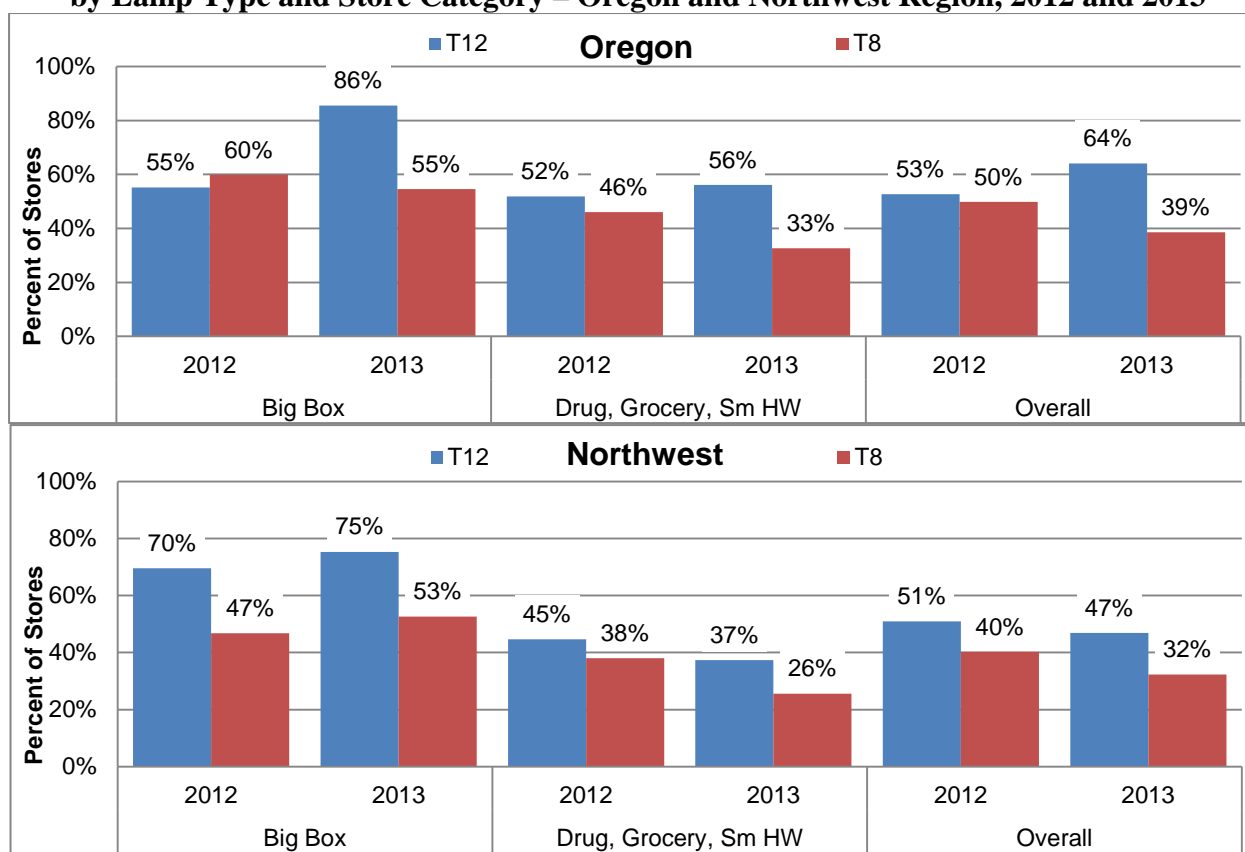 by Lamp Type and Store Category – Oregon and Northwest Region, 2012 and 2013
T12 Oregon T8
100%
80%
60%
40%
20%
0%
Percent of Stores
55% 60% 86% 55% 52% 46% 56% 33% 53% 50% 64% 39%
2012 2013 2012 2013 2012 2013
Big Box Drug, Grocery, Sm HW Overall
T12 Northwest T8
100%
80%
60%
40%
20%
0%
Percent of Stores
70% 47% 75% 53% 45% 38% 37% 26% 51% 40% 47% 32%
2012 2013 2012 2013 2012 2013
Big Box Drug, Grocery, Sm HW Overall